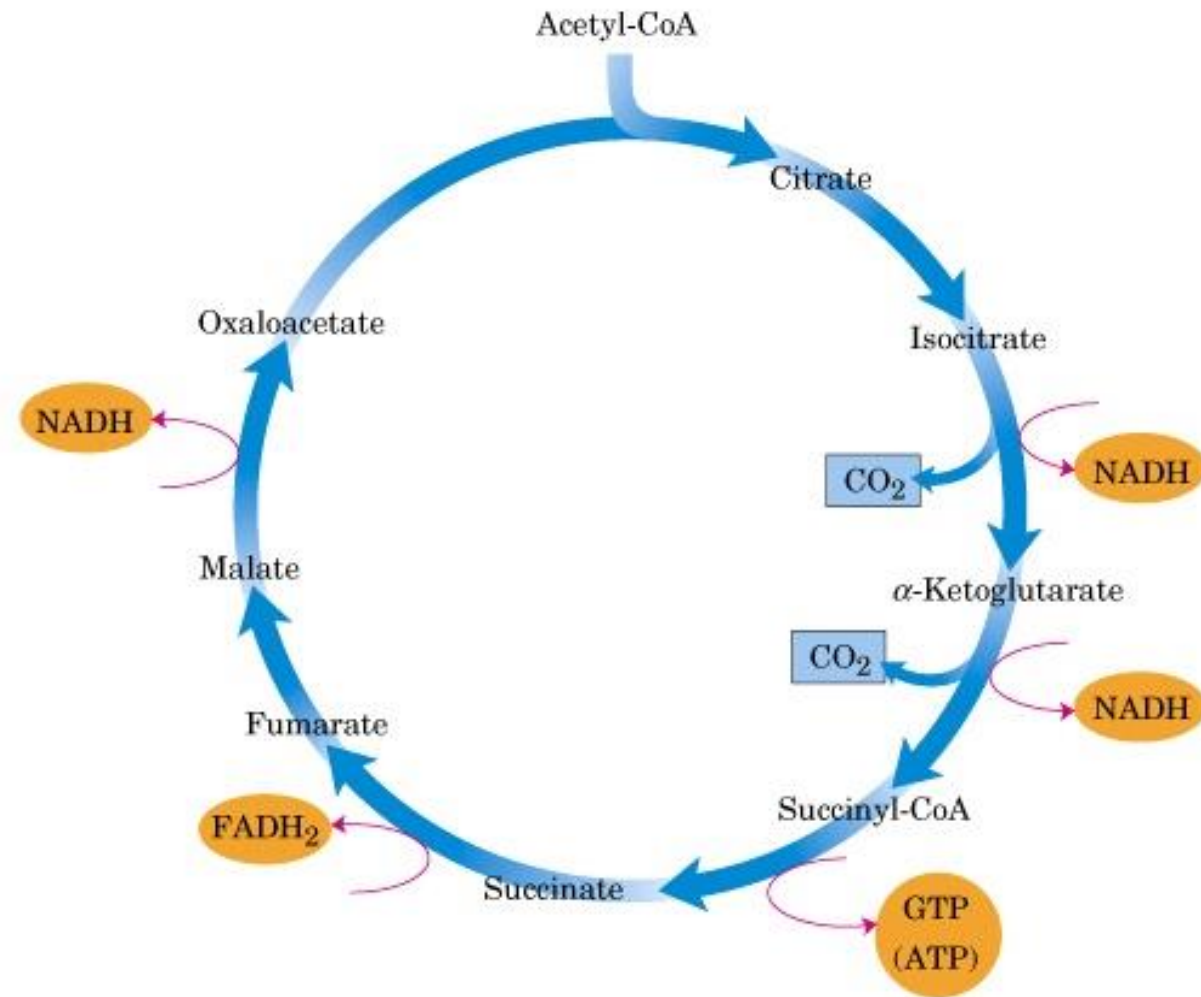 Acetyl-CoA
Citrate
Oxaloacetate
Isocitrate
NADH
CO₂
NADH
Malate
α-Ketoglutarate
CO₂
NADH
Fumarate
Succinyl-CoA
FADH₂
Succinate
GTP
(ATP)